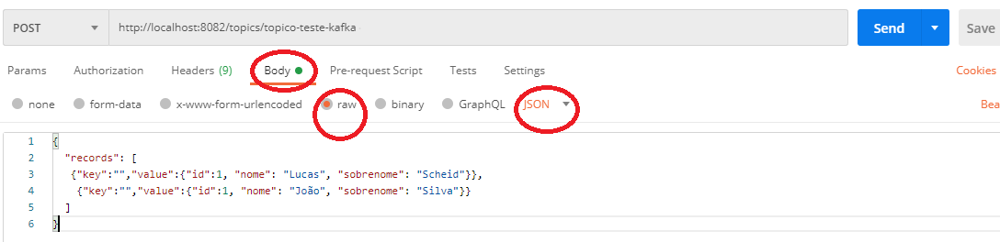 POST http://localhost:8082/topics/topico-teste-kafka Send Save
Params Authorization Headers (9) Body Pre-request Script Tests Settings Cookies
none form-data x-www-form-urlencoded raw binary GraphQL JSON Bea
1 {
2 "records": [
3 {"key":"","value":{"id":1, "nome": "Lucas", "sobrenome": "Scheid"}},
4 {"key":"","value":{"id":1, "nome": "João", "sobrenome": "Silva"}}
5 ]
6 }